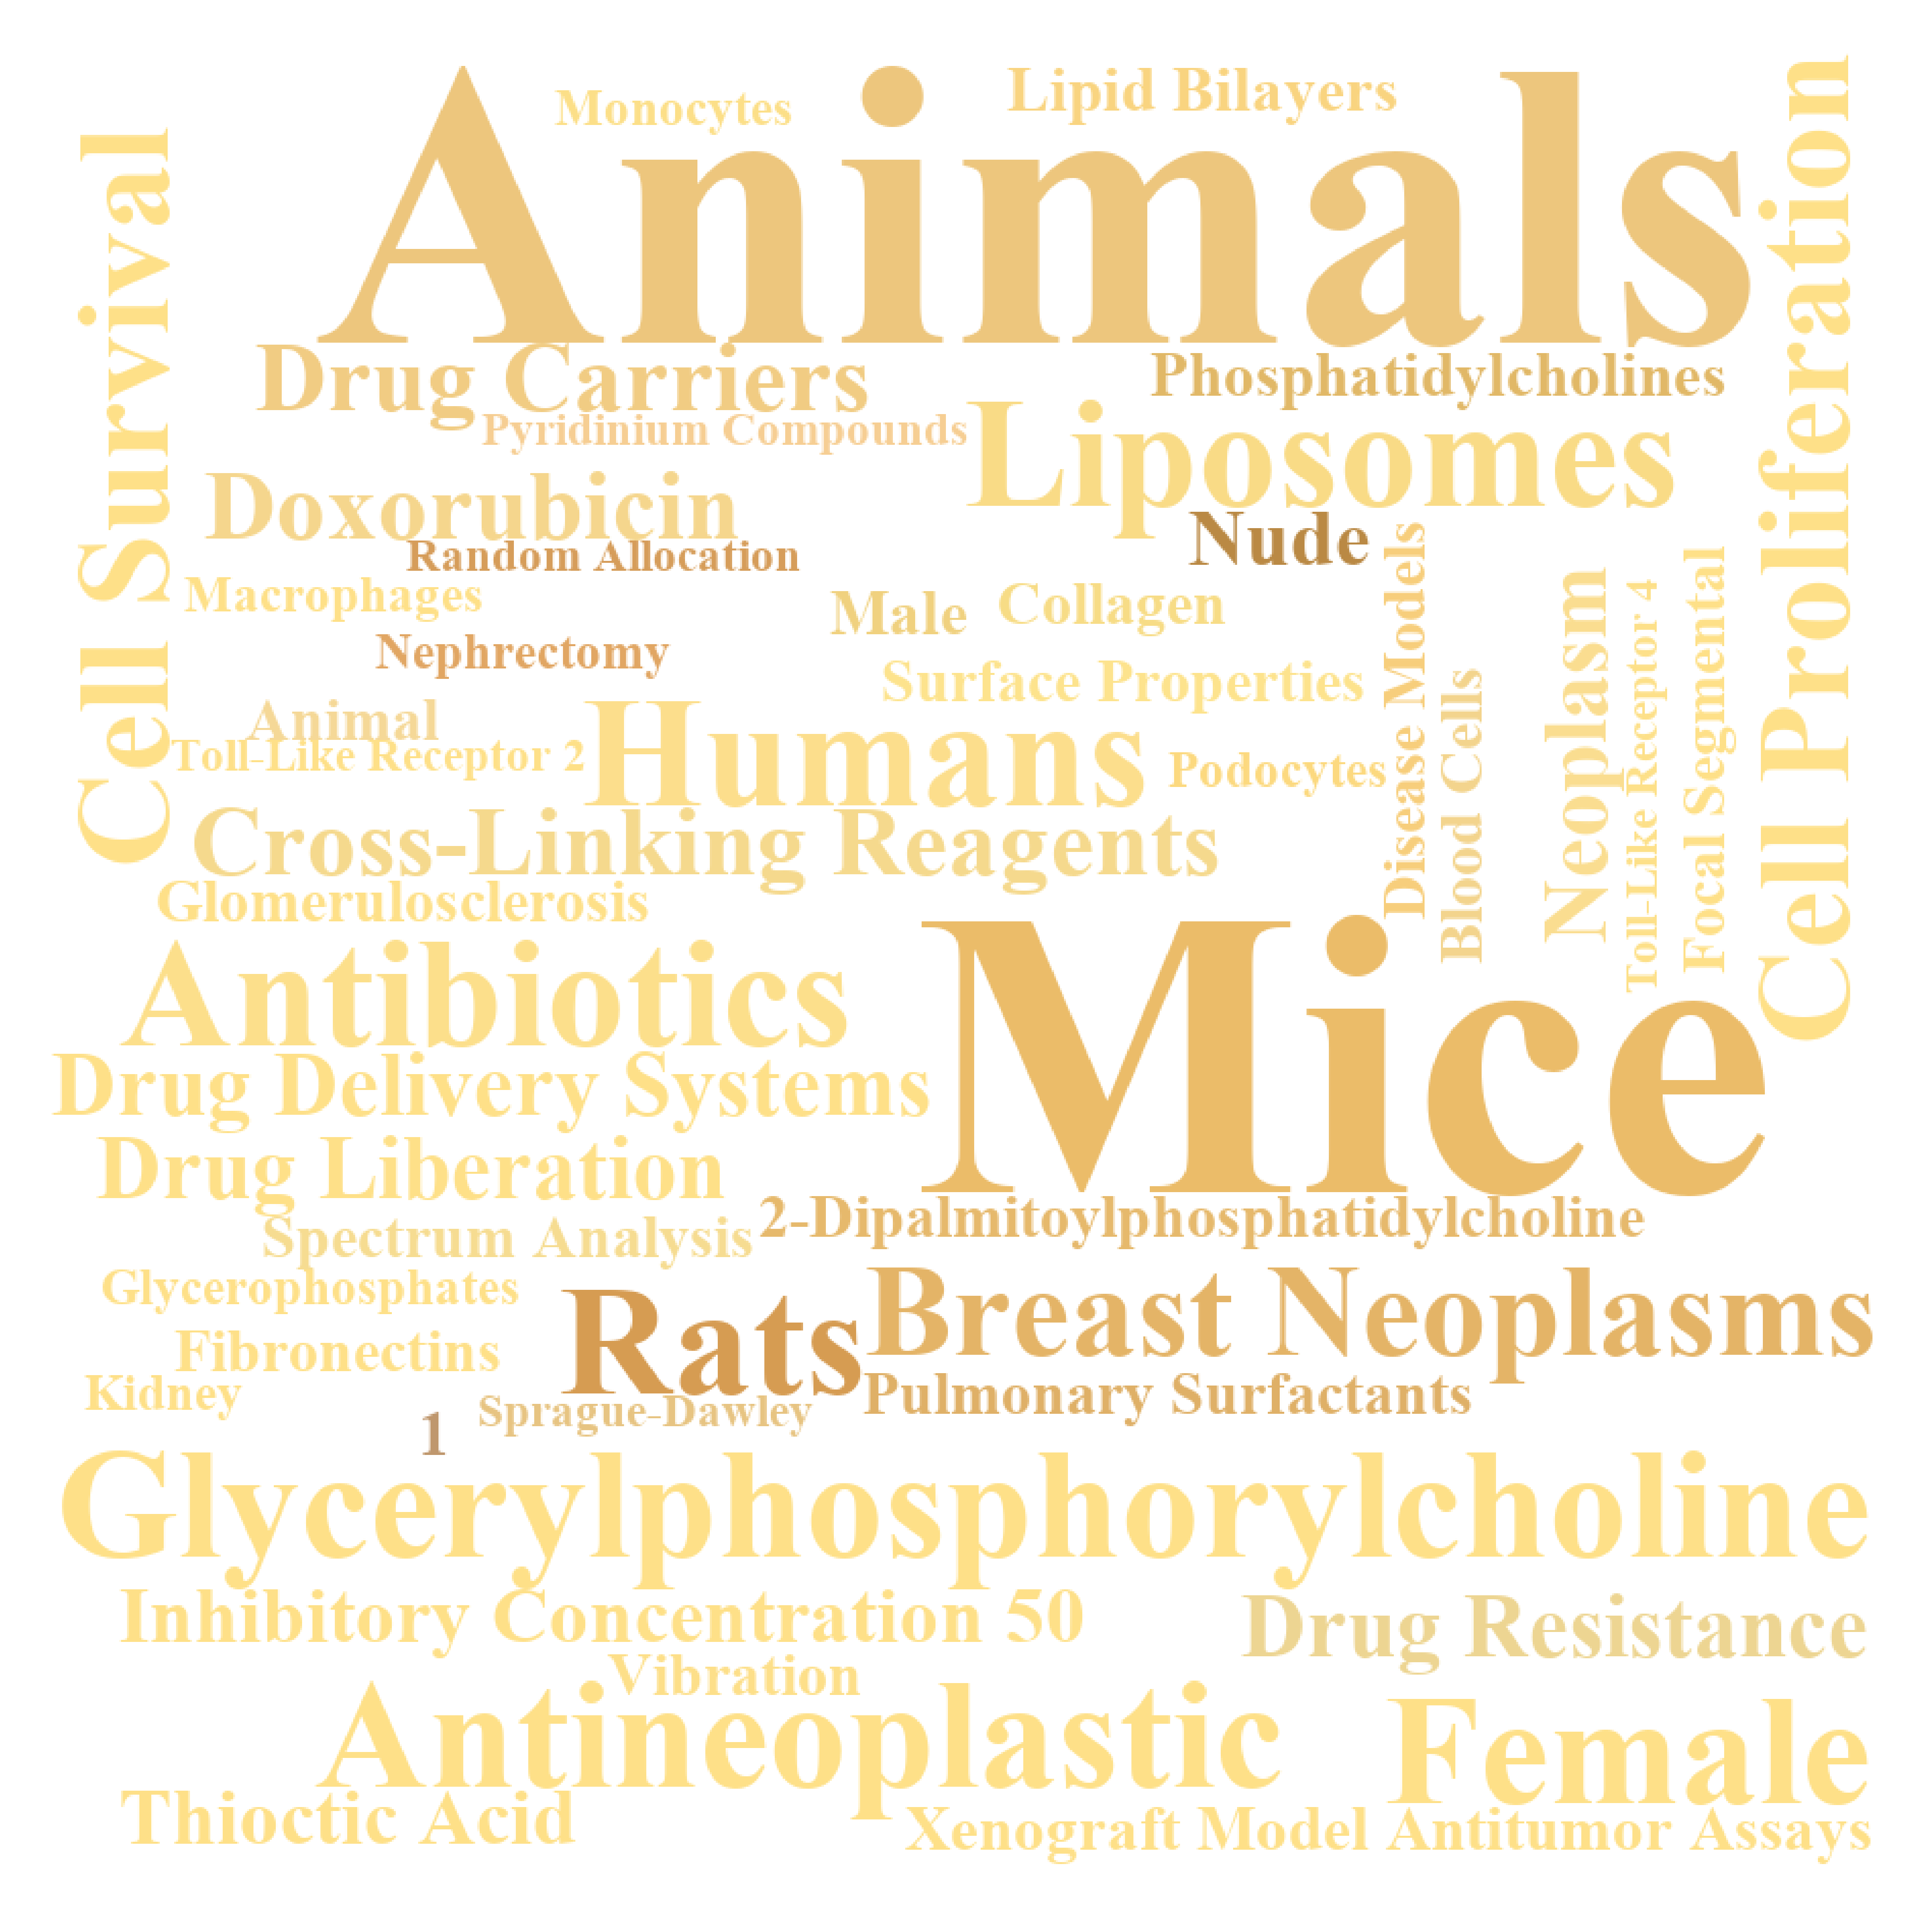 Animals
Monocytes
Lipid Bilayers
Cell Survival
Cell Proliferation
Drug Carriers
Phosphatidylcholines
Pyridinium Compounds
Liposomes
Doxorubicin
Nude
Random Allocation
Macrophages
Male
Collagen
Disease Models
Neoplasm
Toll-Like Receptor 4
Focal Segmental
Nephrectomy
Surface Properties
Blood Cells
Animal
Toll-Like Receptor 2
Humans
Podocytes
Cross-Linking Reagents
Glomerulosclerosis
Antibiotics
Mice
Drug Delivery Systems
Drug Liberation
2-Dipalmitoylphosphatidylcholine
Spectrum Analysis
Glycerophosphates
Rats
Breast Neoplasms
Fibronectins
Kidney
Pulmonary Surfactants
Sprague-Dawley
1
Glycerylphosphorylcholine
Inhibitory Concentration 50
Drug Resistance
Vibration
Antineoplastic
Female
Thioctic Acid
Xenograft Model Antitumor Assays